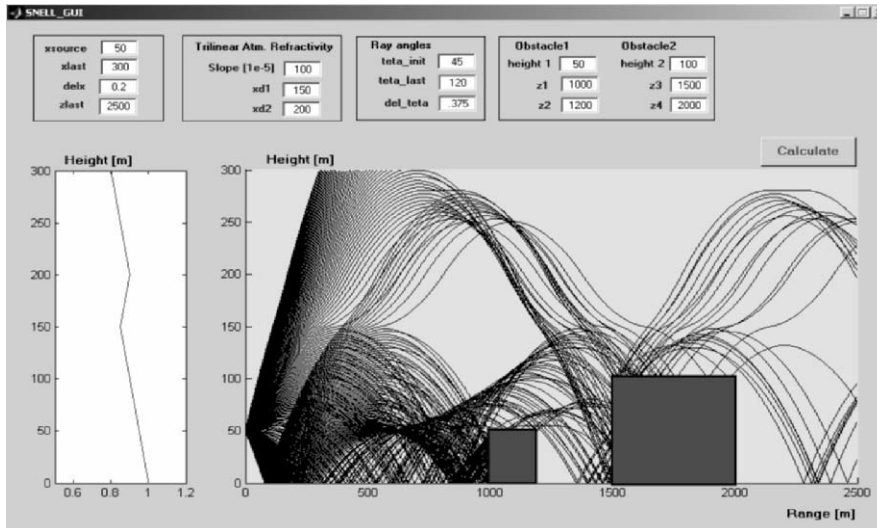 SNELL_GUI
xsource 50
xlast 300
delx 0.2
zlast 2500
Trilinear Atm. Refractivity
Slope [1e-5] 100
xd1 150
xd2 200
Ray angles
teta_init 45
teta_last 120
del_teta .375
Obstacle1 Obstacle2
height 1 50 height 2 100
z1 1000 z3 1500
z2 1200 z4 2000
Calculate
Height [m]
300
250
200
150
100
50
0
0.6 0.8 1 1.2
Height [m]
300
250
200
150
100
50
0
0 500 1000 1500 2000 2500
Range [m]